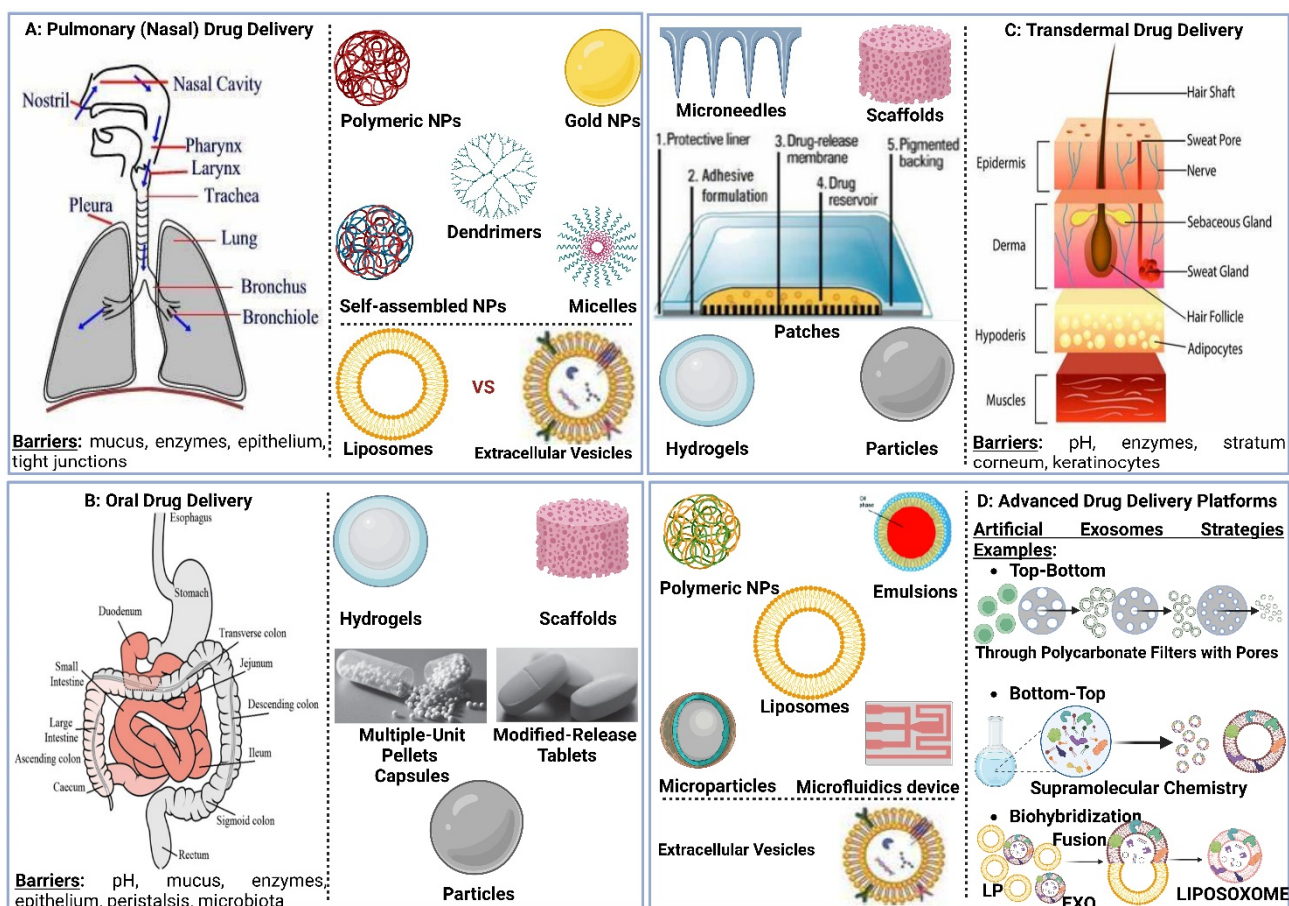 A: Pulmonary (Nasal) Drug Delivery
Nostril
Nasal Cavity
Pharynx
Larynx
Trachea
Pleura
Lung
Bronchus
Bronchiole
Barriers: mucus, enzymes, epithelium,
tight junctions
Polymeric NPs
Gold NPs
Dendrimers
Self-assembled NPs
Micelles
VS
Liposomes
Extracellular Vesicles
Microneedles
Scaffolds
1. Protective liner
2. Adhesive
formulation
3. Drug-release
membrane
4. Drug
reservoir
5. Pigmented
backing
Patches
Hydrogels
Particles
C: Transdermal Drug Delivery
Hair Shaft
Sweat Pore
Epidermis
Nerve
Sebaceous Gland
Derma
Sweat Gland
Hair Follicle
Hypoderis
Adipocytes
Muscles
Barriers: pH, enzymes, stratum
corneum, keratinocytes
B: Oral Drug Delivery
Esophagus
Stomach
Duodenum
Transverse colon
Small
Intestine
Jejunum
Descending colon
Large
Intestine
Ascending colon
Ileum
Caecum
Sigmoid colon
Rectum
Barriers: pH, mucus, enzymes,
epithelium, peristalsis, microbiota
Hydrogels
Scaffolds
Multiple-Unit
Pellets
Capsules
Modified-Release
Tablets
Particles
Polymeric NPs
Oil
phase
Emulsions
Liposomes
Microparticles
Microfluidics device
Extracellular Vesicles
D: Advanced Drug Delivery Platforms
Artificial Exosomes Strategies
Examples:
• Top-Bottom
Through Polycarbonate Filters with Pores
• Bottom-Top
Supramolecular Chemistry
• Biohybridization
Fusion
LP
EXO
LIPOSOXOME